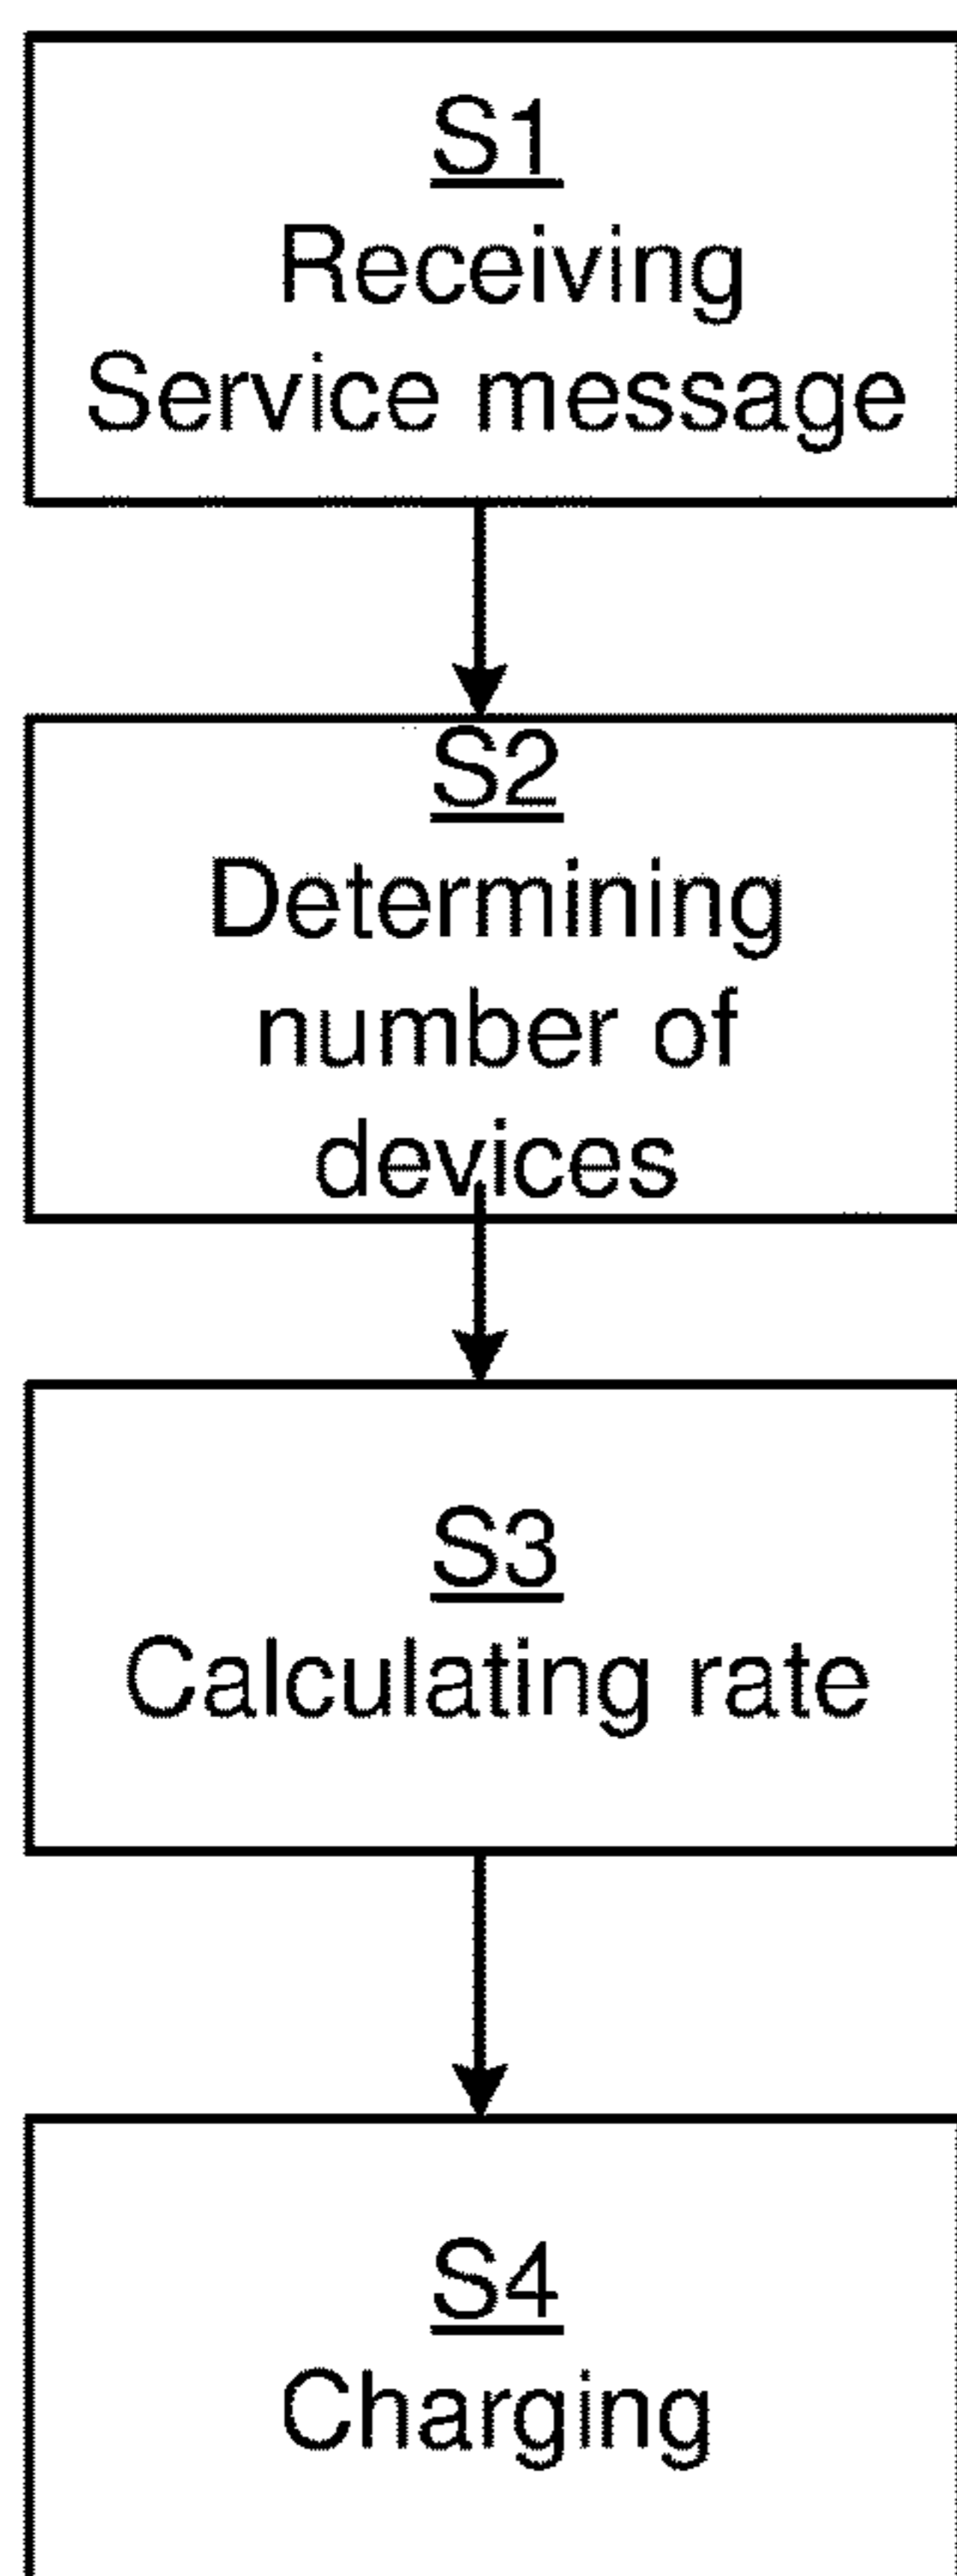 S1
Receiving
Service message
S2
Determining
number of
devices
S3
Calculating rate
S4
Charging